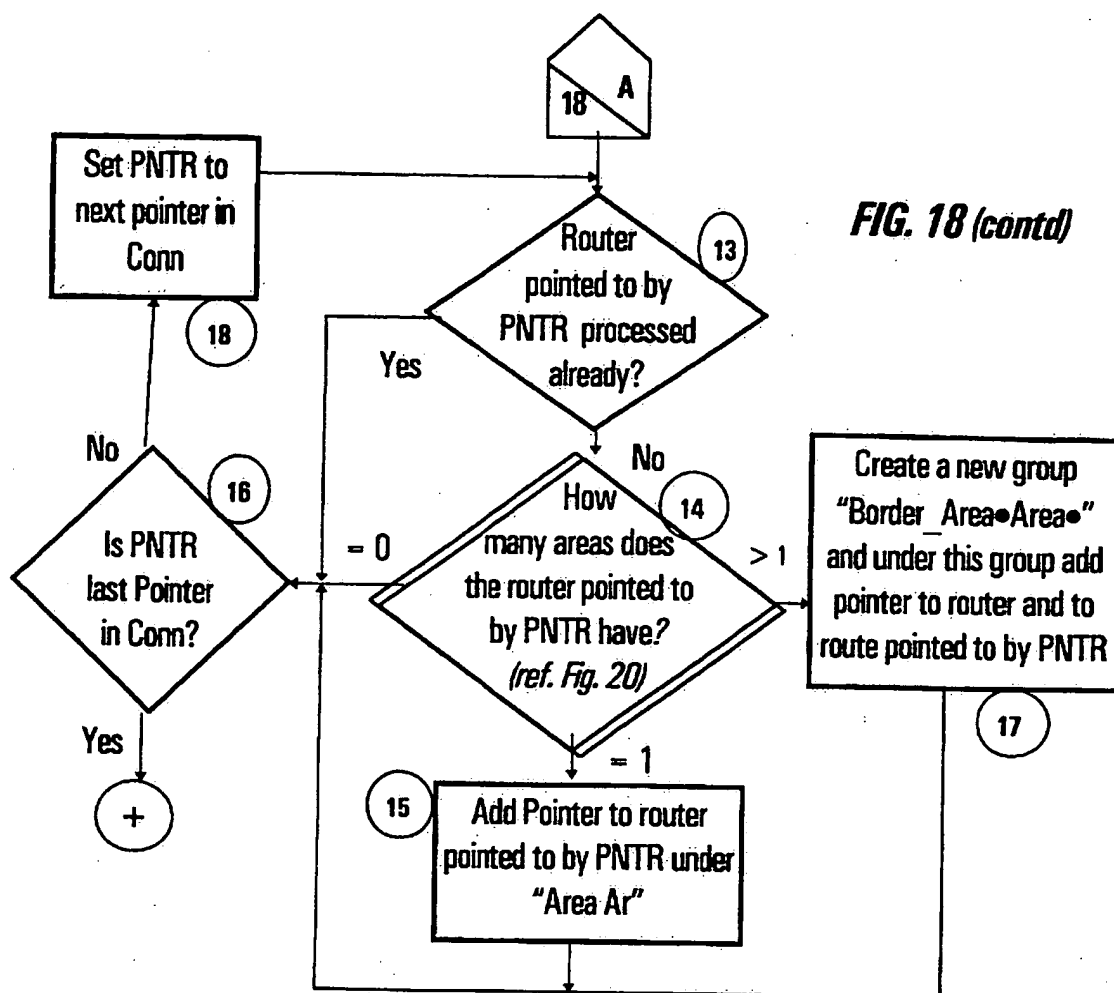 18
A
FIG. 18 (contd)
Set PNTR to
next pointer in
Conn
18
Router
pointed to by
PNTR processed
already?
13
Yes
No
No
Is PNTR
last Pointer
in Conn?
16
Yes
+
= 0
How
many areas does
the router pointed to
by PNTR have?
(ref. Fig. 20)
14
> 1
= 1
Create a new group
“Border_Area•Area•”
and under this group add
pointer to router and to
route pointed to by PNTR
17
15
Add Pointer to router
pointed to by PNTR under
“Area Ar”